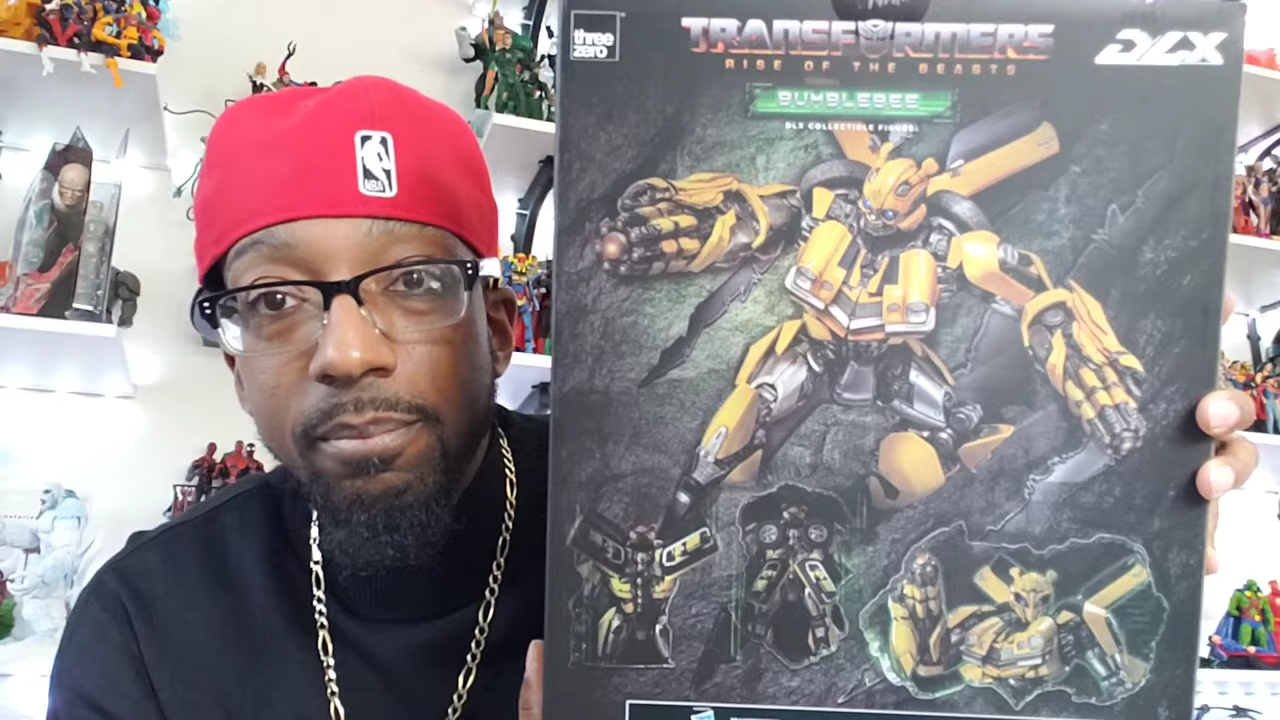 NBA
three
zero
TRANSFORMERS
RISE OF THE BEASTS
DLX
BUMBLEBEE
DLX COLLECTIBLE FIGURE